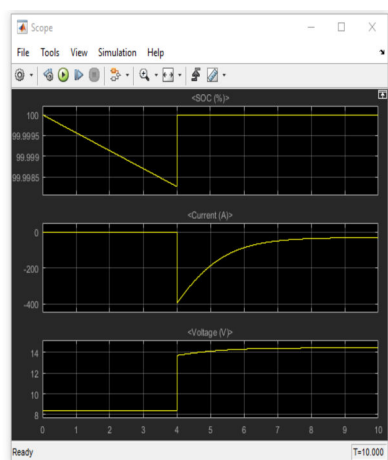 Scope
File Tools View Simulation Help
<SOC (%)>
100
99.9995
99.999
99.9985
<Current (A)>
0
-200
-400
<Voltage (V)>
14
12
10
8
0 1 2 3 4 5 6 7 8 9 10
Ready T=10.000